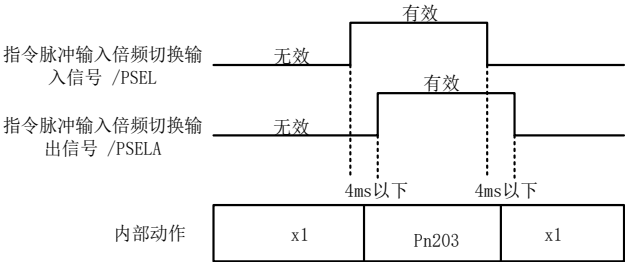 有效
指令脉冲输入倍频切换输
入信号 /PSEL
无效
有效
指令脉冲输入倍频切换输
出信号 /PSELA
无效
4ms以下
4ms以下
内部动作
x1
Pn203
x1